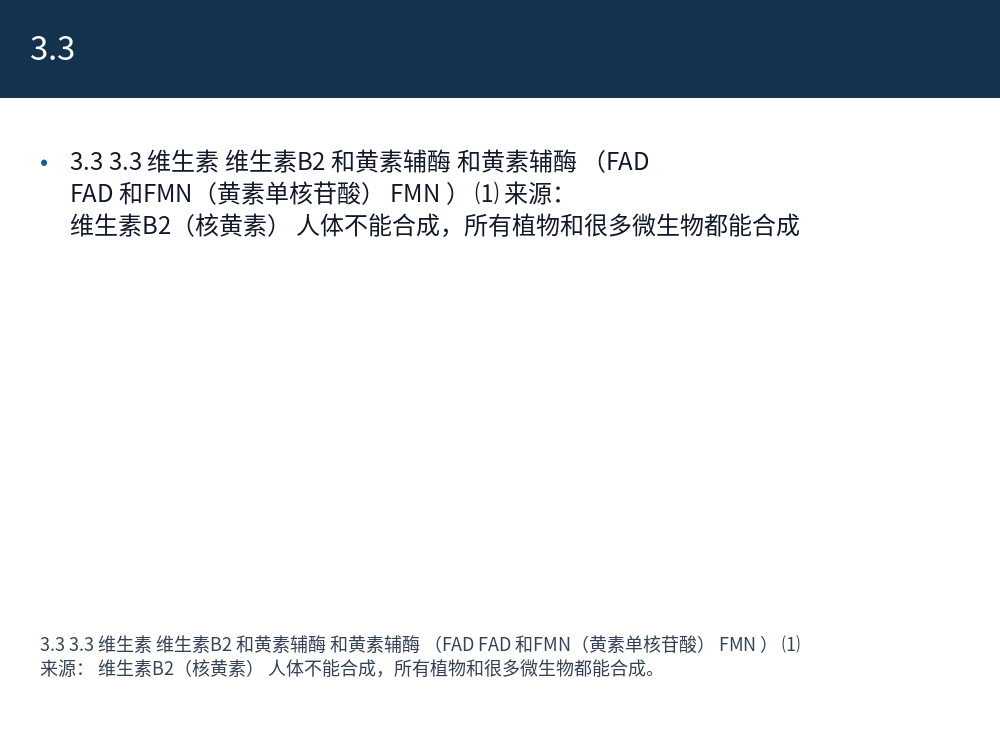 3.3
• 3.3 3.3 维生素 维生素B2 和黄素辅酶 和黄素辅酶 （FAD
FAD 和FMN（黄素单核苷酸） FMN ） ⑴ 来源：
维生素B2（核黄素） 人体不能合成，所有植物和很多微生物都能合成
3.3 3.3 维生素 维生素B2 和黄素辅酶 和黄素辅酶 （FAD FAD 和FMN（黄素单核苷酸） FMN ） ⑴
来源： 维生素B2（核黄素） 人体不能合成，所有植物和很多微生物都能合成。